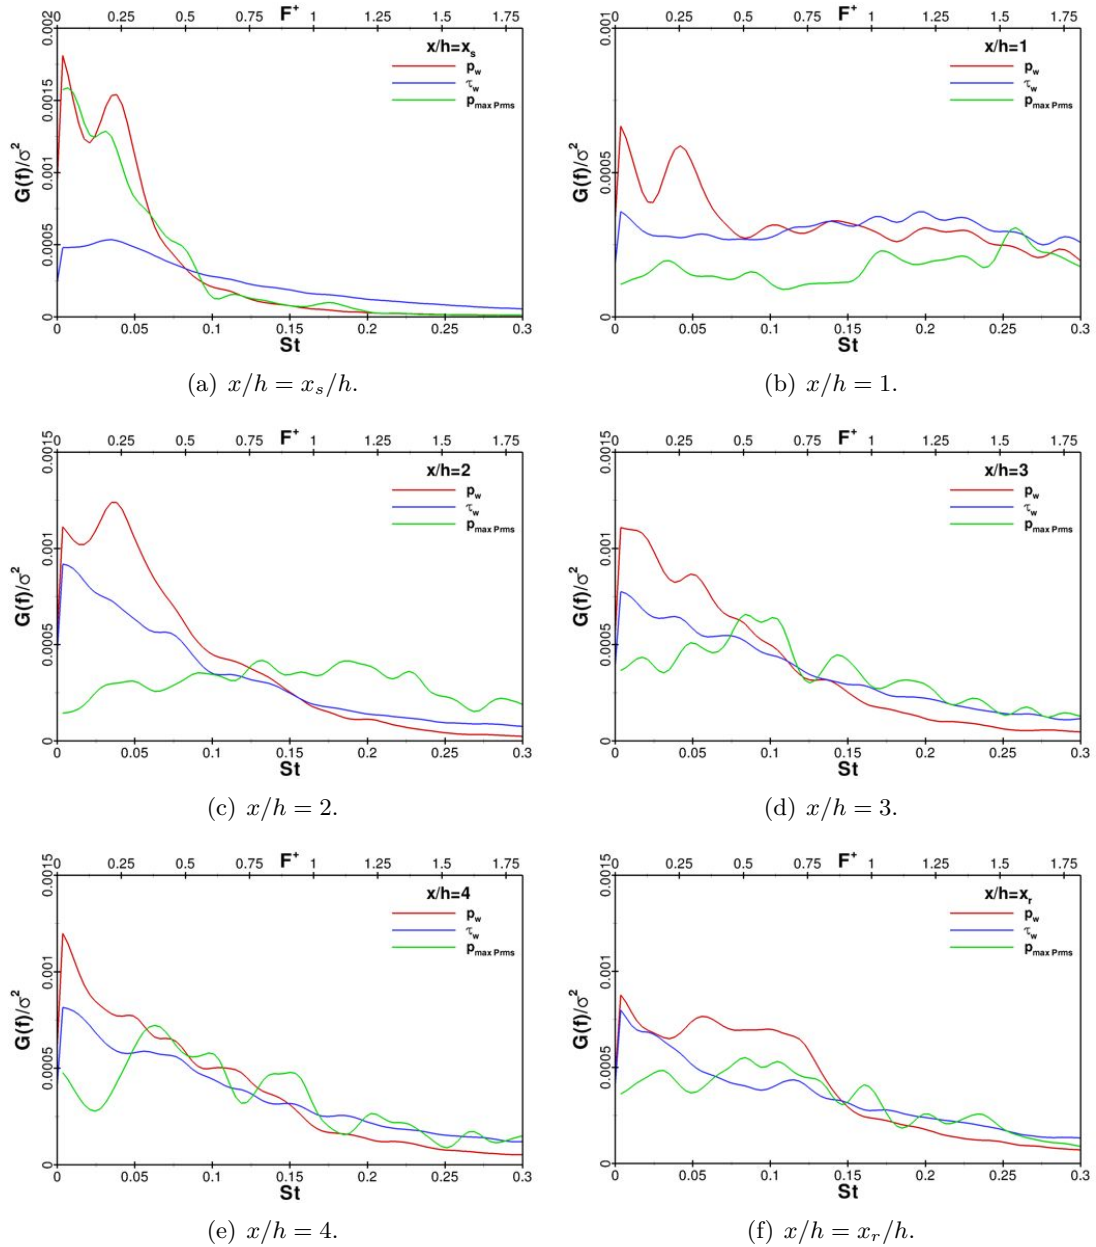 0 0.25 0.5 0.75 F+ 1 1.25 1.5 1.75
0 0.25 0.5 0.75 F+ 1 1.25 1.5 1.75
x/h=xs
pw
τw
pmax Prms
0 0.0005 0.001 0.0015 0.002
G(f)/σ2
0 0.05 0.1 0.15 0.2 0.25 0.3
St
x/h=1
pw
τw
pmax Prms
0 0.0005 0.001
G(f)/σ2
0 0.05 0.1 0.15 0.2 0.25 0.3
St
(a) x/h = xs/h.
(b) x/h = 1.
0 0.25 0.5 0.75 F+ 1 1.25 1.5 1.75
0 0.25 0.5 0.75 F+ 1 1.25 1.5 1.75
x/h=2
pw
τw
pmax Prms
0 0.0005 0.001 0.0015
G(f)/σ2
0 0.05 0.1 0.15 0.2 0.25 0.3
St
x/h=3
pw
τw
pmax Prms
0 0.0005 0.001 0.0015
G(f)/σ2
0 0.05 0.1 0.15 0.2 0.25 0.3
St
(c) x/h = 2.
(d) x/h = 3.
0 0.25 0.5 0.75 F+ 1 1.25 1.5 1.75
0 0.25 0.5 0.75 F+ 1 1.25 1.5 1.75
x/h=4
pw
τw
pmax Prms
0 0.0005 0.001 0.0015
G(f)/σ2
0 0.05 0.1 0.15 0.2 0.25 0.3
St
x/h=xr
pw
τw
pmax Prms
0 0.0005 0.001 0.0015
G(f)/σ2
0 0.05 0.1 0.15 0.2 0.25 0.3
St
(e) x/h = 4.
(f) x/h = xr/h.